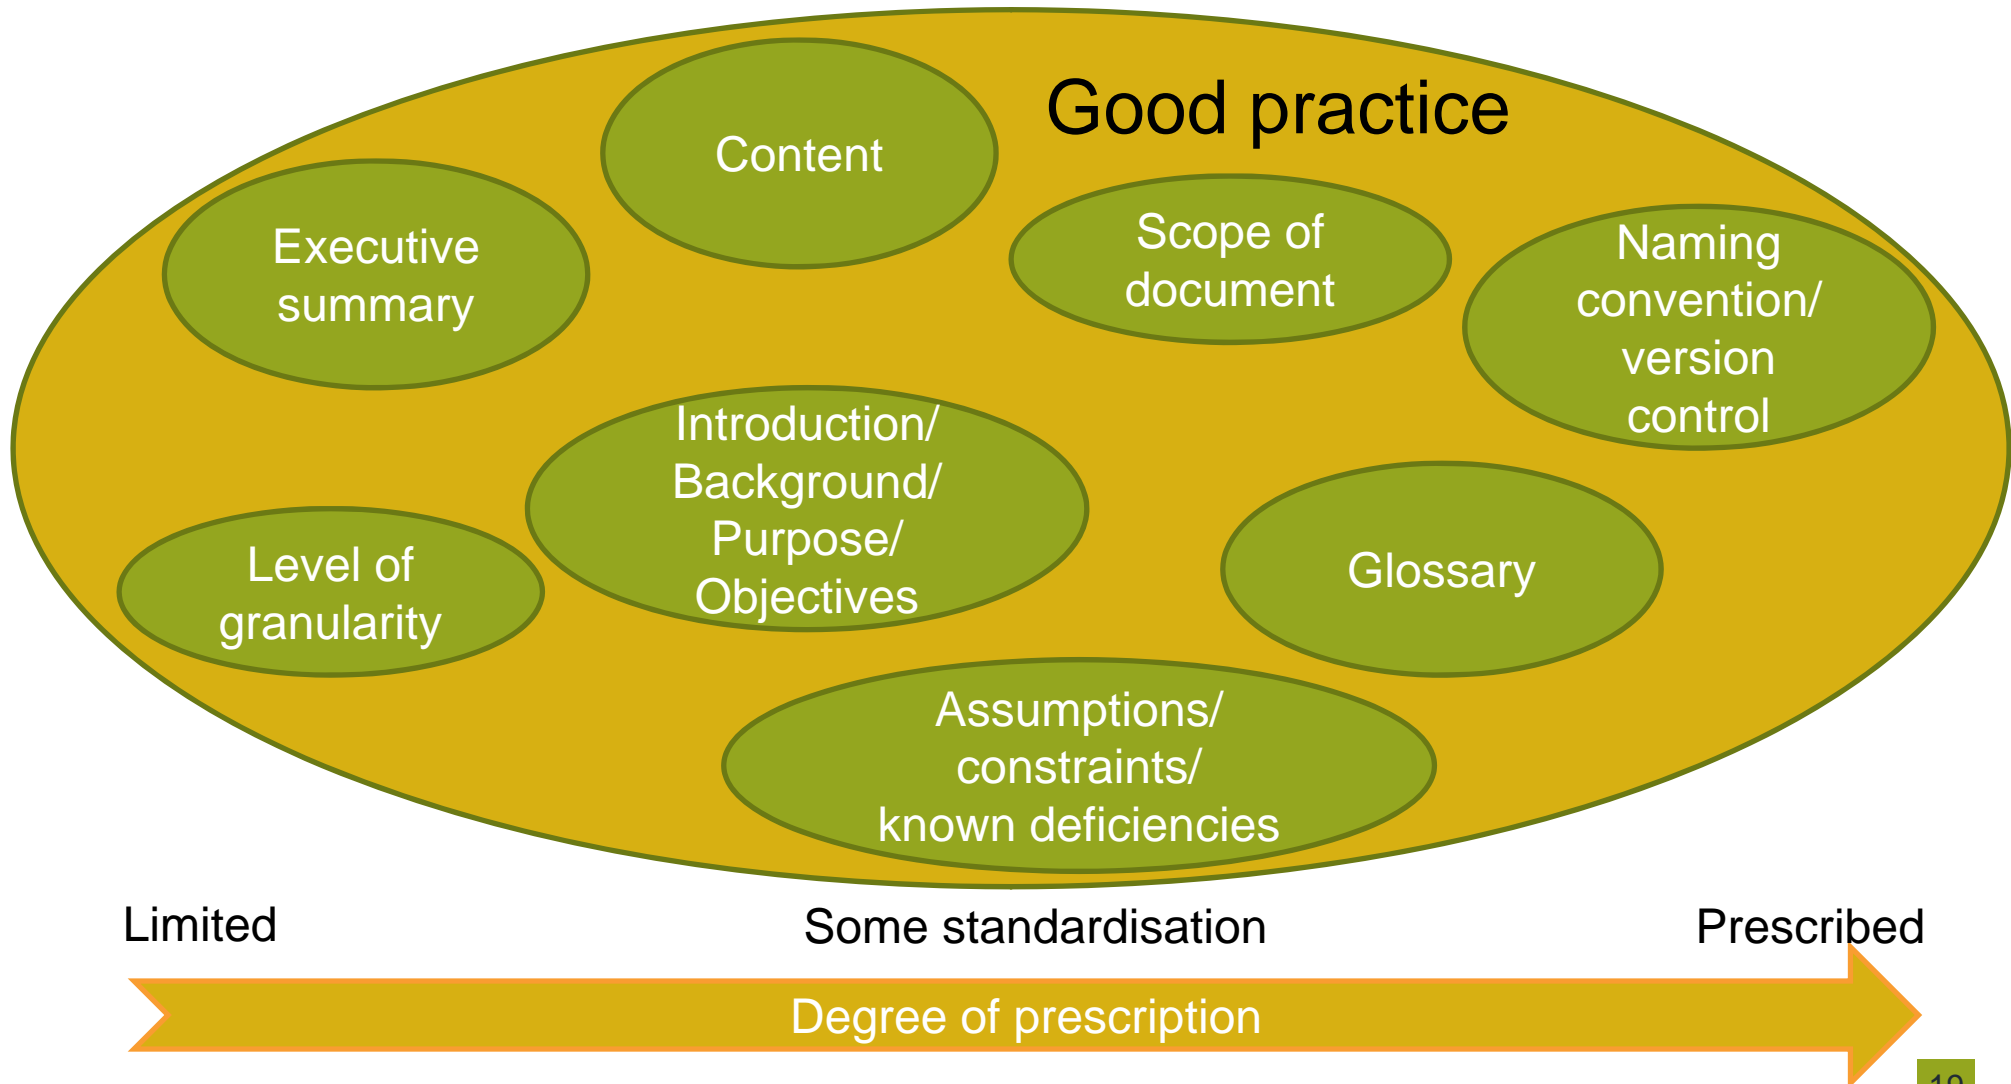 Good practice
Content
Executive
summary
Scope of
document
Naming
convention/
version
control
Introduction/
Background/
Purpose/
Objectives
Level of
granularity
Glossary
Assumptions/
constraints/
known deficiencies
Limited
Some standardisation
Prescribed
Degree of prescription